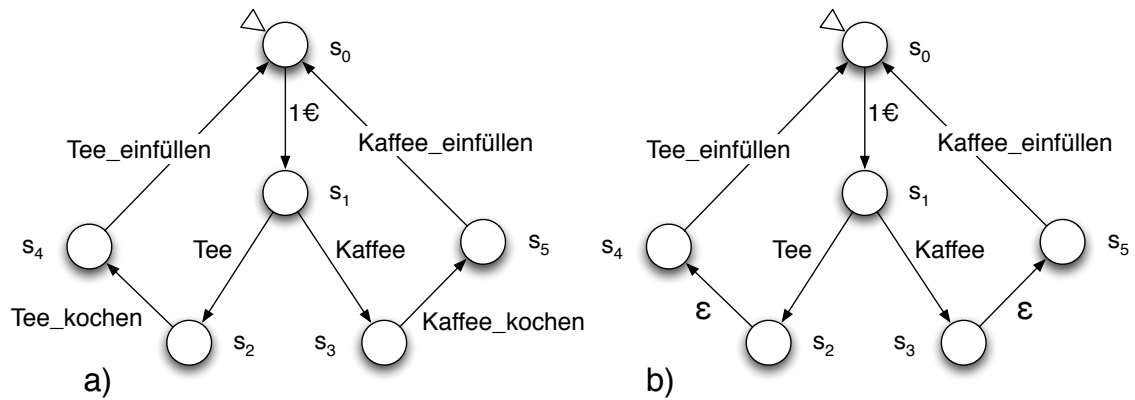 s0
1€
Tee_einfüllen
Kaffee_einfüllen
s1
s4
Tee
Kaffee
s5
Tee_kochen
Kaffee_kochen
s2
s3
a)
s0
1€
Tee_einfüllen
Kaffee_einfüllen
s1
s4
Tee
Kaffee
s5
ε
ε
s2
s3
b)